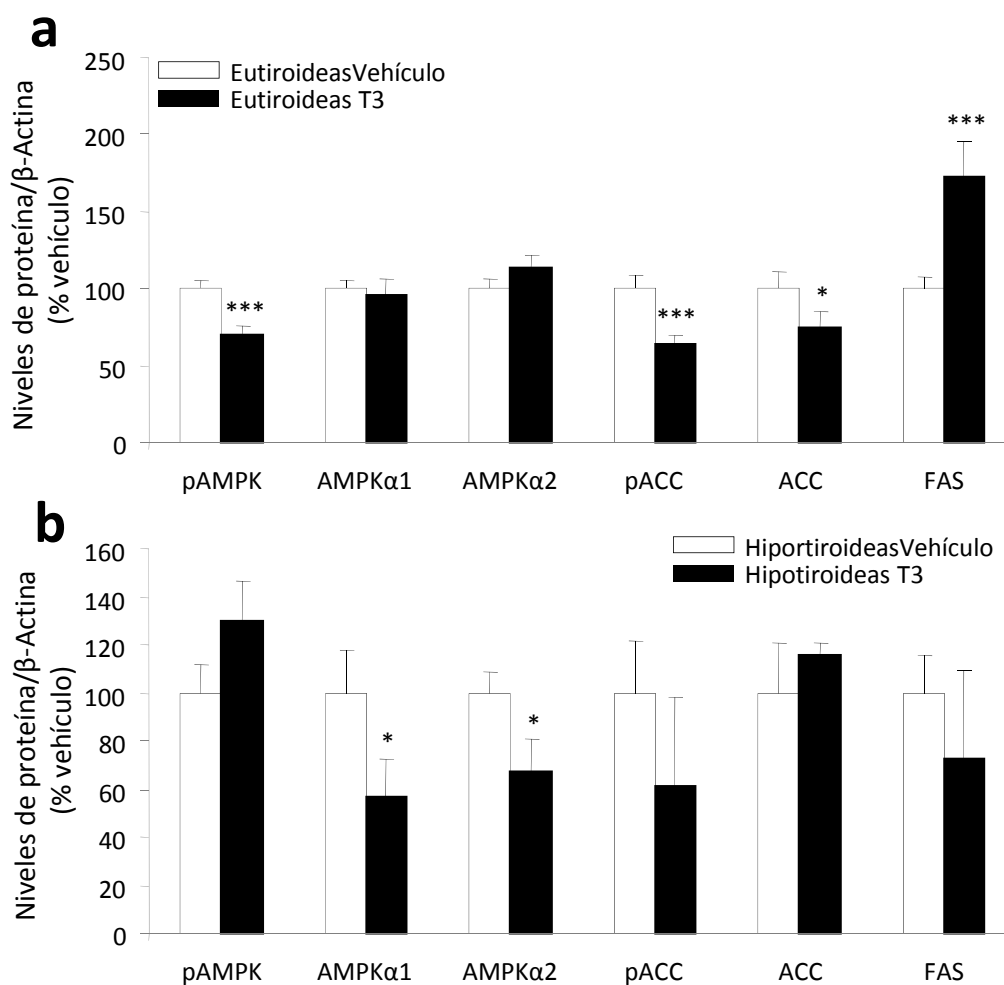 a
Niveles de proteína/β-Actina
(% vehículo)
250
200
150
100
50
0
EutiroideasVehículo
Eutiroideas T3
***
***
*
***
pAMPK
AMPKα1
AMPKα2
pACC
ACC
FAS
b
Niveles de proteína/β-Actina
(% vehículo)
160
140
120
100
80
60
40
20
0
HiportiroideasVehículo
Hipotiroideas T3
*
*
pAMPK
AMPKα1
AMPKα2
pACC
ACC
FAS